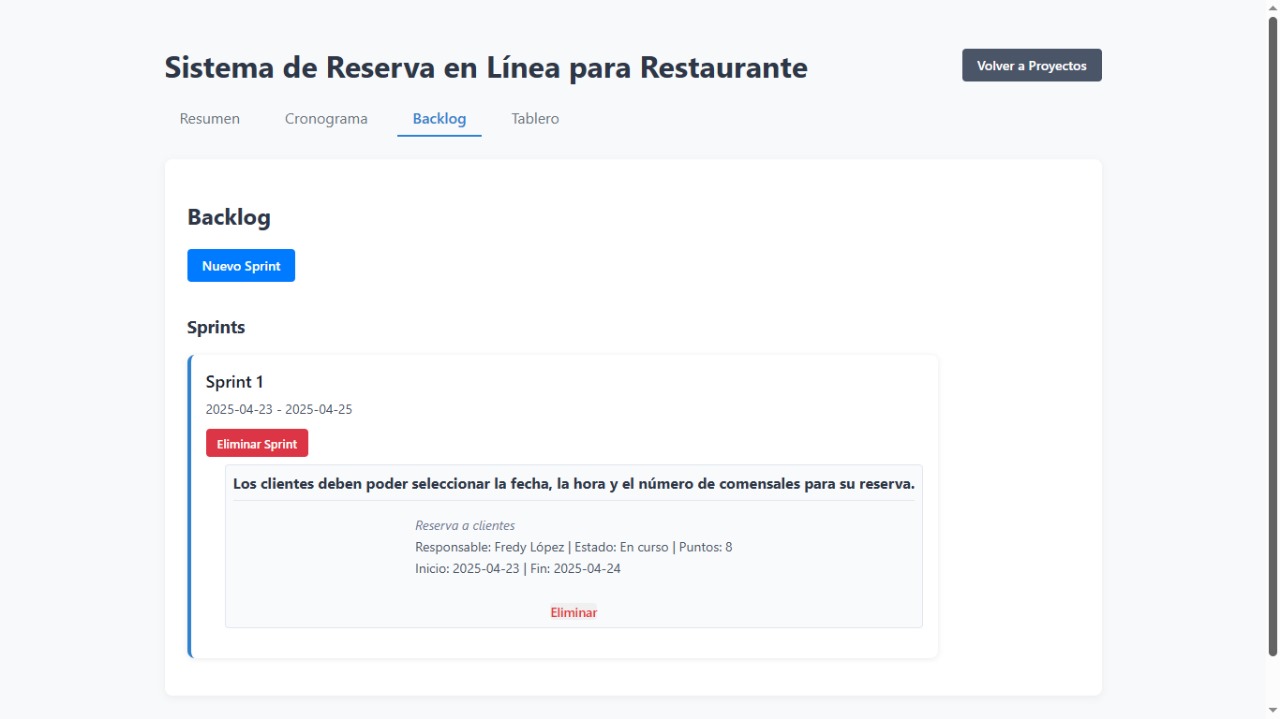 Sistema de Reserva en Línea para Restaurante
Volver a Proyectos
Resumen
Cronograma
Backlog
Tablero
Backlog
Nuevo Sprint
Sprints
Sprint 1
2025-04-23 - 2025-04-25
Eliminar Sprint
Los clientes deben poder seleccionar la fecha, la hora y el número de comensales para su reserva.
Reserva a clientes
Responsable: Fredy López | Estado: En curso | Puntos: 8
Inicio: 2025-04-23 | Fin: 2025-04-24
Eliminar